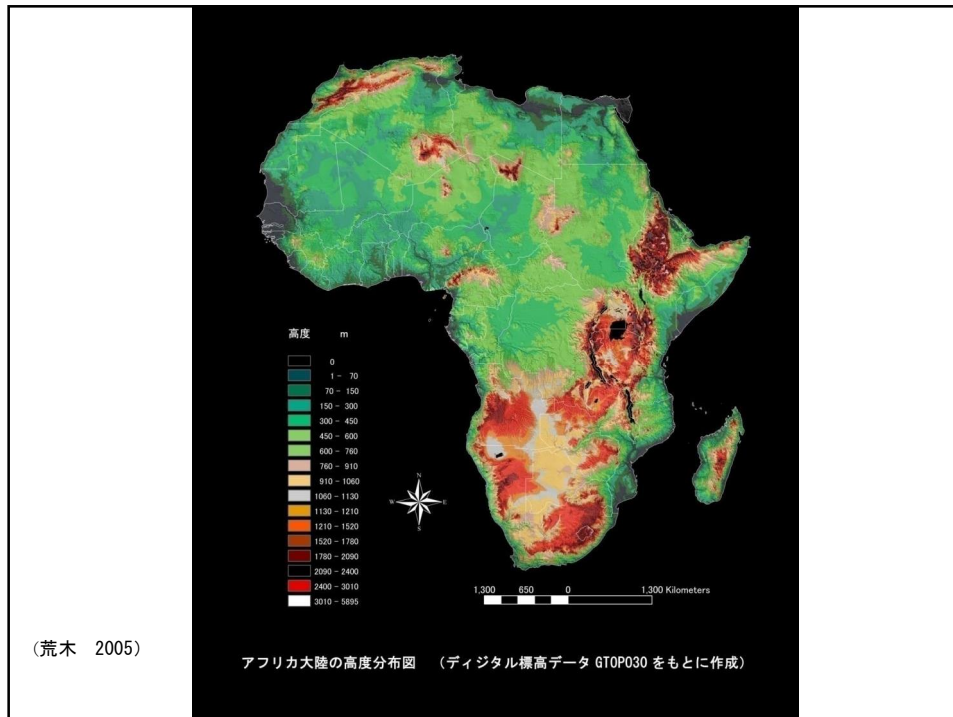 高度　m
0
1 - 70
70 - 150
150 - 300
300 - 450
450 - 600
600 - 760
760 - 910
910 - 1060
1060 - 1130
1130 - 1210
1210 - 1520
1520 - 1780
1780 - 2090
2090 - 2400
2400 - 3010
3010 - 5895
N
W E
S
1,300 650 0 1,300 Kilometers
(荒木　2005)
アフリカ大陸の高度分布図　（ディジタル標高データ GTOPO30 をもとに作成）